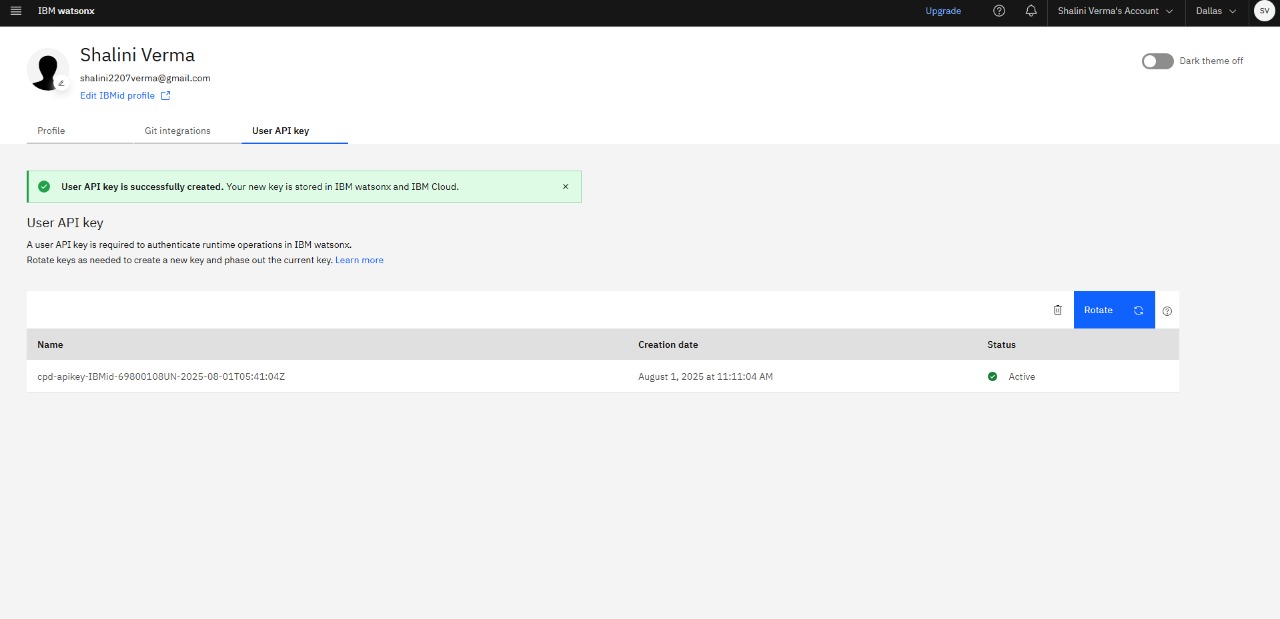 IBM watsonx
Upgrade
Shalini Verma's Account
Dallas
SV
Shalini Verma
shalini2207verma@gmail.com
Edit IBMid profile
Dark theme off
Profile
Git integrations
User API key
User API key is successfully created. Your new key is stored in IBM watsonx and IBM Cloud.
User API key
A user API key is required to authenticate runtime operations in IBM watsonx.
Rotate keys as needed to create a new key and phase out the current key. Learn more
Rotate
Name Creation date Status
cpd-apikey-IBMid-69800108UN-2025-08-01T05:41:04Z August 1, 2025 at 11:11:04 AM Active